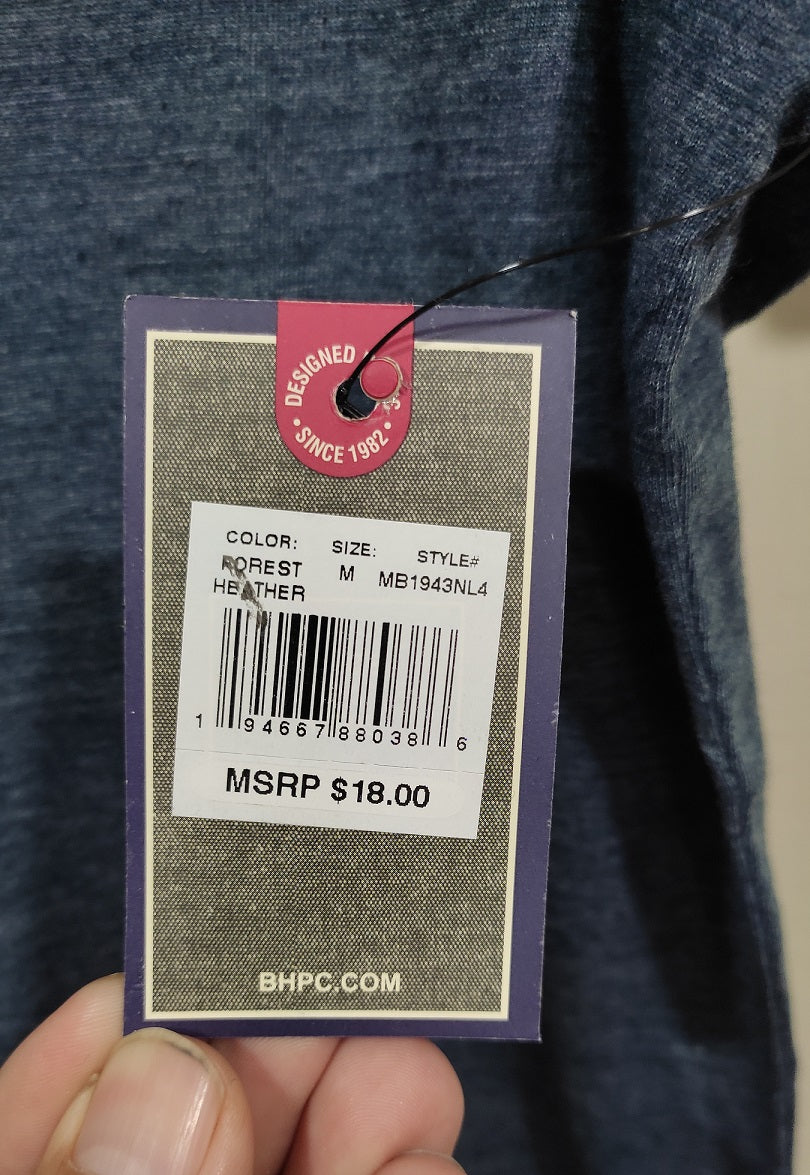 DESIGNED
• SINCE 1982 •
COLOR: SIZE: STYLE#
FOREST M MB1943NL4
HEATHER
1 94667 88038 6
MSRP $18.00
BHPC.COM